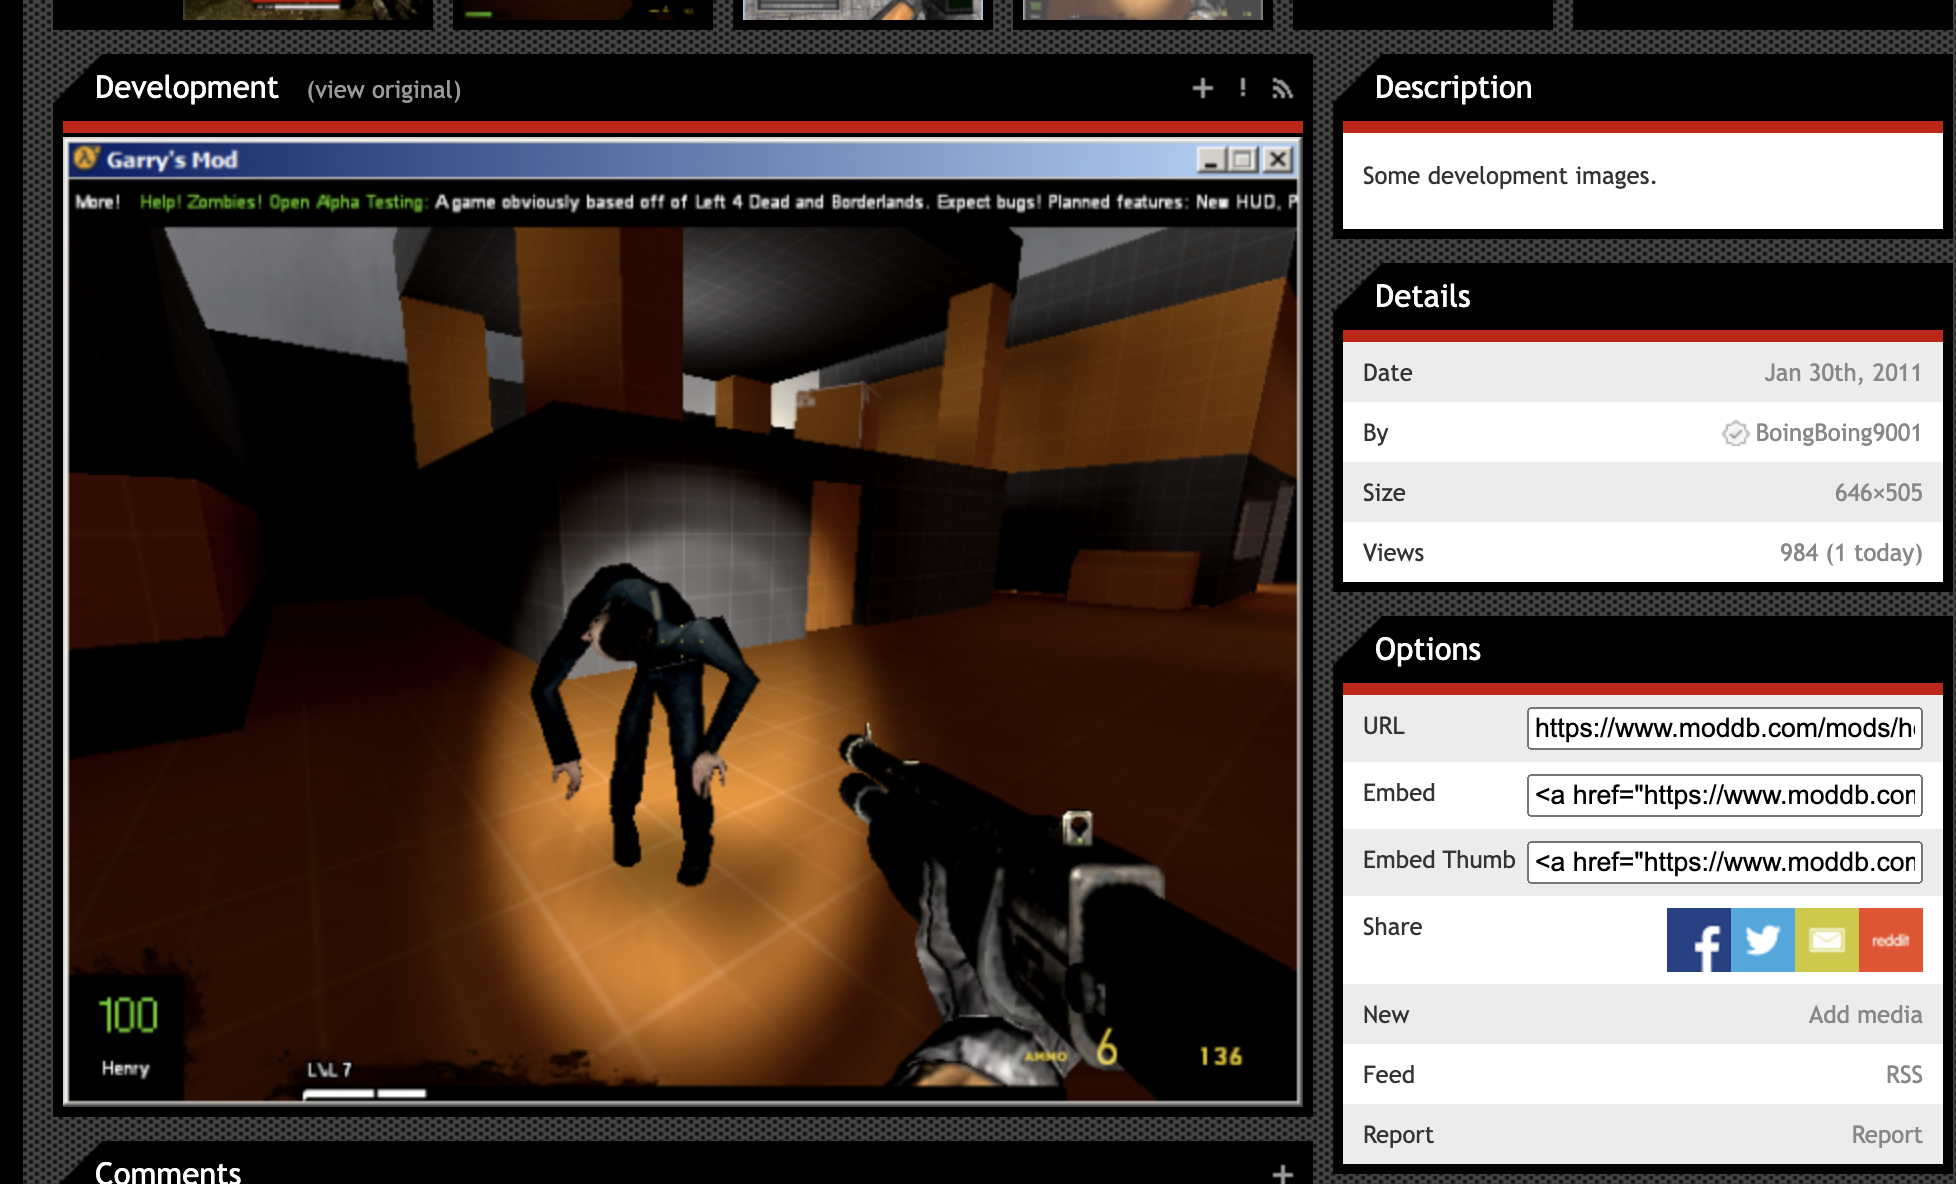 Development (view original)
Garry's Mod
More! Help! Zombies! Open Alpha Testing: A game obviously based off of Left 4 Dead and Borderlands. Expect bugs! Planned features: New HUD, P
100
Henry
LVL 7
AMMO 6 136
Comments
Description
Some development images.
Details
Date Jan 30th, 2011
By BoingBoing9001
Size 646×505
Views 984 (1 today)
Options
URL https://www.moddb.com/mods/h
Embed <a href="https://www.moddb.con
Embed Thumb <a href="https://www.moddb.con
Share reddit
New Add media
Feed RSS
Report Report